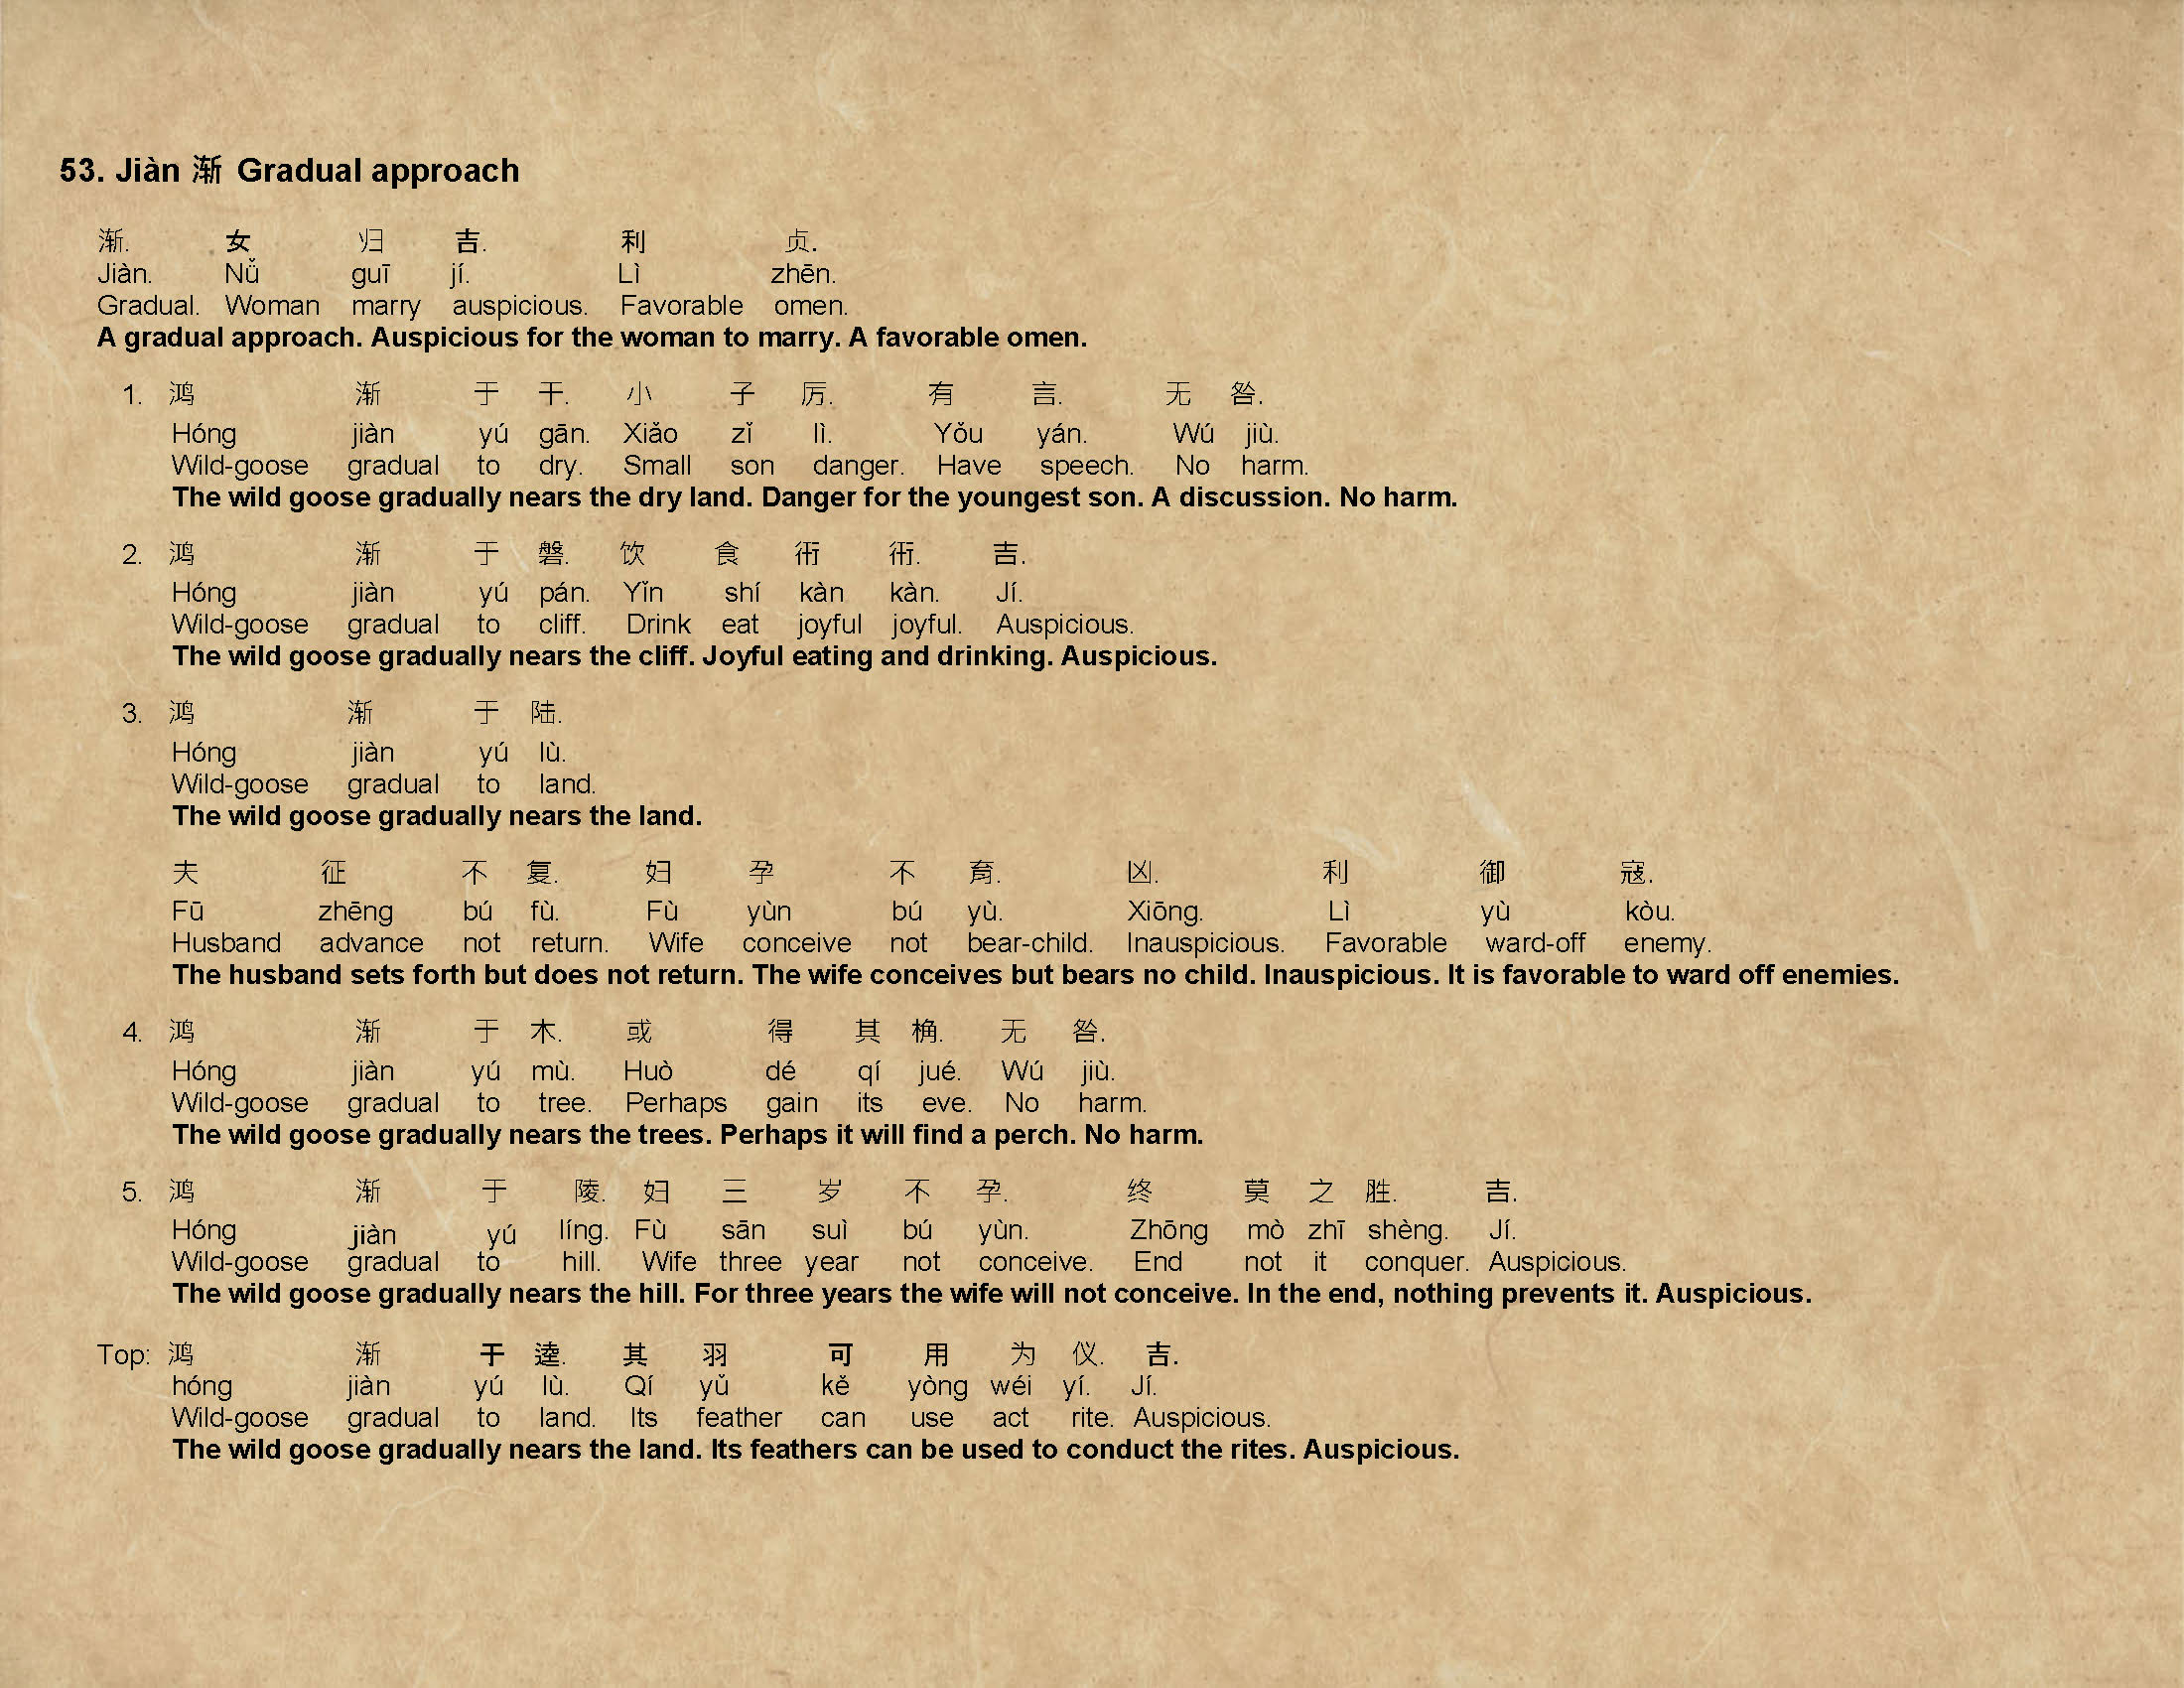 53. Jiàn 渐 Gradual approach
渐. 女 归 吉. 利 贞.
Jiàn. Nǚ guī jí. Lì zhēn.
Gradual. Woman marry auspicious. Favorable omen.
A gradual approach. Auspicious for the woman to marry. A favorable omen.
1. 鸿 渐 于 干. 小 子 厉. 有 言. 无 咎.
Hóng jiàn yú gān. Xiǎo zǐ lì. Yǒu yán. Wú jiù.
Wild-goose gradual to dry. Small son danger. Have speech. No harm.
The wild goose gradually nears the dry land. Danger for the youngest son. A discussion. No harm.
2. 鸿 渐 于 磐. 饮 食 衎 衎. 吉.
Hóng jiàn yú pán. Yǐn shí kàn kàn. Jí.
Wild-goose gradual to cliff. Drink eat joyful joyful. Auspicious.
The wild goose gradually nears the cliff. Joyful eating and drinking. Auspicious.
3. 鸿 渐 于 陆.
Hóng jiàn yú lù.
Wild-goose gradual to land.
The wild goose gradually nears the land.
夫 征 不 复. 妇 孕 不 育. 凶. 利 御 寇.
Fū zhēng bú fù. Fù yùn bú yù. Xiōng. Lì yù kòu.
Husband advance not return. Wife conceive not bear-child. Inauspicious. Favorable ward-off enemy.
The husband sets forth but does not return. The wife conceives but bears no child. Inauspicious. It is favorable to ward off enemies.
4. 鸿 渐 于 木. 或 得 其 桷. 无 咎.
Hóng jiàn yú mù. Huò dé qí jué. Wú jiù.
Wild-goose gradual to tree. Perhaps gain its eve. No harm.
The wild goose gradually nears the trees. Perhaps it will find a perch. No harm.
5. 鸿 渐 于 陵. 妇 三 岁 不 孕. 终 莫 之 胜. 吉.
Hóng jiàn yú líng. Fù sān suì bú yùn. Zhōng mò zhī shèng. Jí.
Wild-goose gradual to hill. Wife three year not conceive. End not it conquer. Auspicious.
The wild goose gradually nears the hill. For three years the wife will not conceive. In the end, nothing prevents it. Auspicious.
Top: 鸿 渐 于 逵. 其 羽 可 用 为 仪. 吉.
hóng jiàn yú lù. Qí yǔ kě yòng wéi yí. Jí.
Wild-goose gradual to land. Its feather can use act rite. Auspicious.
The wild goose gradually nears the land. Its feathers can be used to conduct the rites. Auspicious.